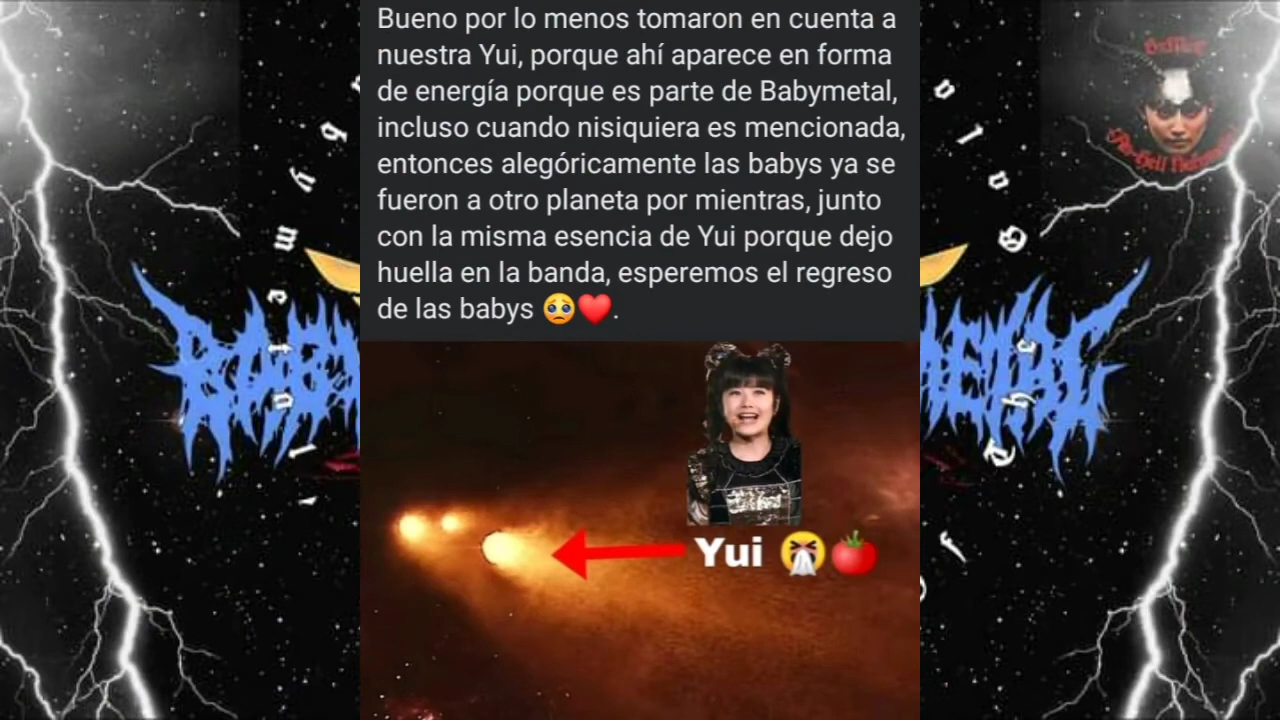 Bueno por lo menos tomaron en cuenta a
nuestra Yui, porque ahí aparece en forma
de energía porque es parte de Babymetal,
incluso cuando nisiquiera es mencionada,
entonces alegóricamente las babys ya se
fueron a otro planeta por mientras, junto
con la misma esencia de Yui porque dejo
huella en la banda, esperemos el regreso
de las babys 🥺❤️.
Yui 🤧🍅